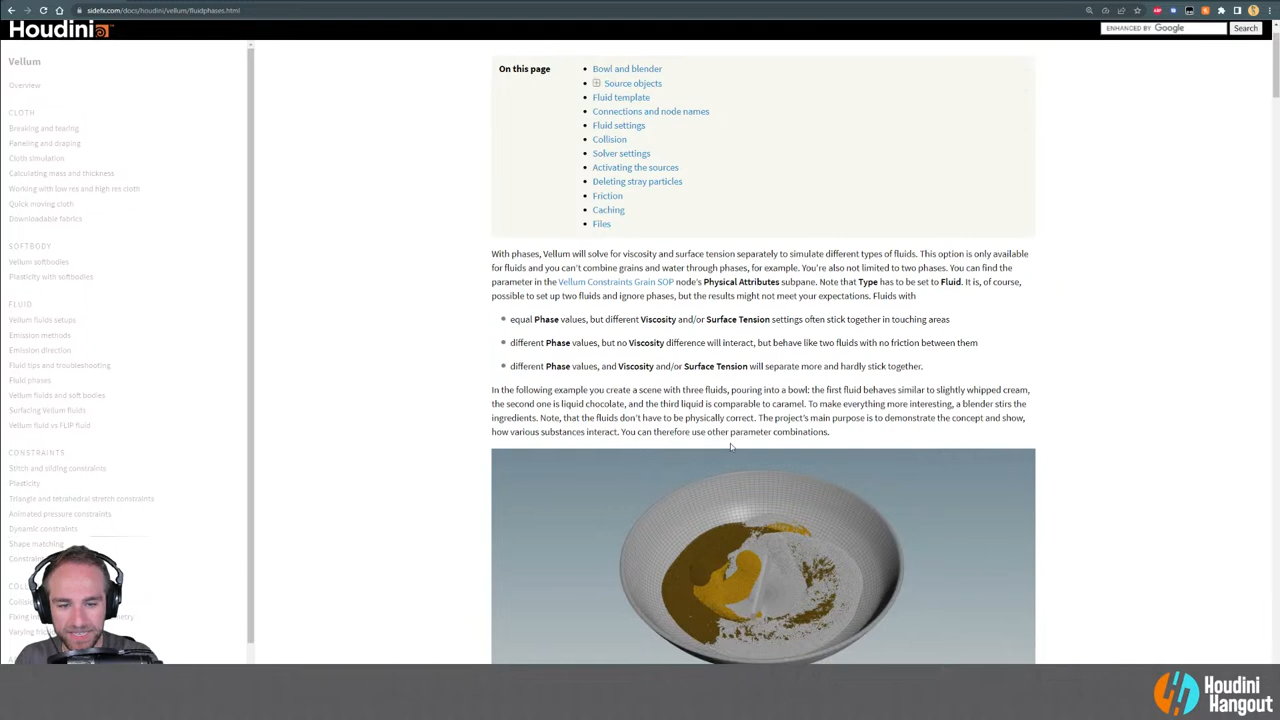 sidefx.com/docs/houdini/vellum/fluidphases.html
Houdini
ENHANCED BY Google
Search
Vellum
Overview
CLOTH
Breaking and tearing
Paneling and draping
Cloth simulation
Calculating mass and thickness
Working with low res and high res cloth
Quick moving cloth
Downloadable fabrics
SOFTBODY
Vellum softbodies
Plasticity with softbodies
FLUID
Vellum fluids setups
Emission methods
Emission direction
Fluid tips and troubleshooting
Fluid phases
Vellum fluids and soft bodies
Surfacing Vellum fluids
Vellum fluid vs FLIP fluid
CONSTRAINTS
Stitch and sliding constraints
Plasticity
Triangle and tetrahedral stretch constraints
Animated pressure constraints
Dynamic constraints
Shape matching
On this page
Bowl and blender
Source objects
Fluid template
Connections and node names
Fluid settings
Collision
Solver settings
Activating the sources
Deleting stray particles
Friction
Caching
Files
With phases, Vellum will solve for viscosity and surface tension separately to simulate different types of fluids. This option is only available
for fluids and you can't combine grains and water through phases, for example. You're also not limited to two phases. You can find the
parameter in the Vellum Constraints Grain SOP node's Physical Attributes subpane. Note that Type has to be set to Fluid. It is, of course,
possible to set up two fluids and ignore phases, but the results might not meet your expectations. Fluids with
equal Phase values, but different Viscosity and/or Surface Tension settings often stick together in touching areas
different Phase values, but no Viscosity difference will interact, but behave like two fluids with no friction between them
different Phase values, and Viscosity and/or Surface Tension will separate more and hardly stick together.
In the following example you create a scene with three fluids, pouring into a bowl: the first fluid behaves similar to slightly whipped cream,
the second one is liquid chocolate, and the third liquid is comparable to caramel. To make everything more interesting, a blender stirs the
ingredients. Note, that the fluids don't have to be physically correct. The project's main purpose is to demonstrate the concept and show,
how various substances interact. You can therefore use other parameter combinations.
Houdini
Hangout